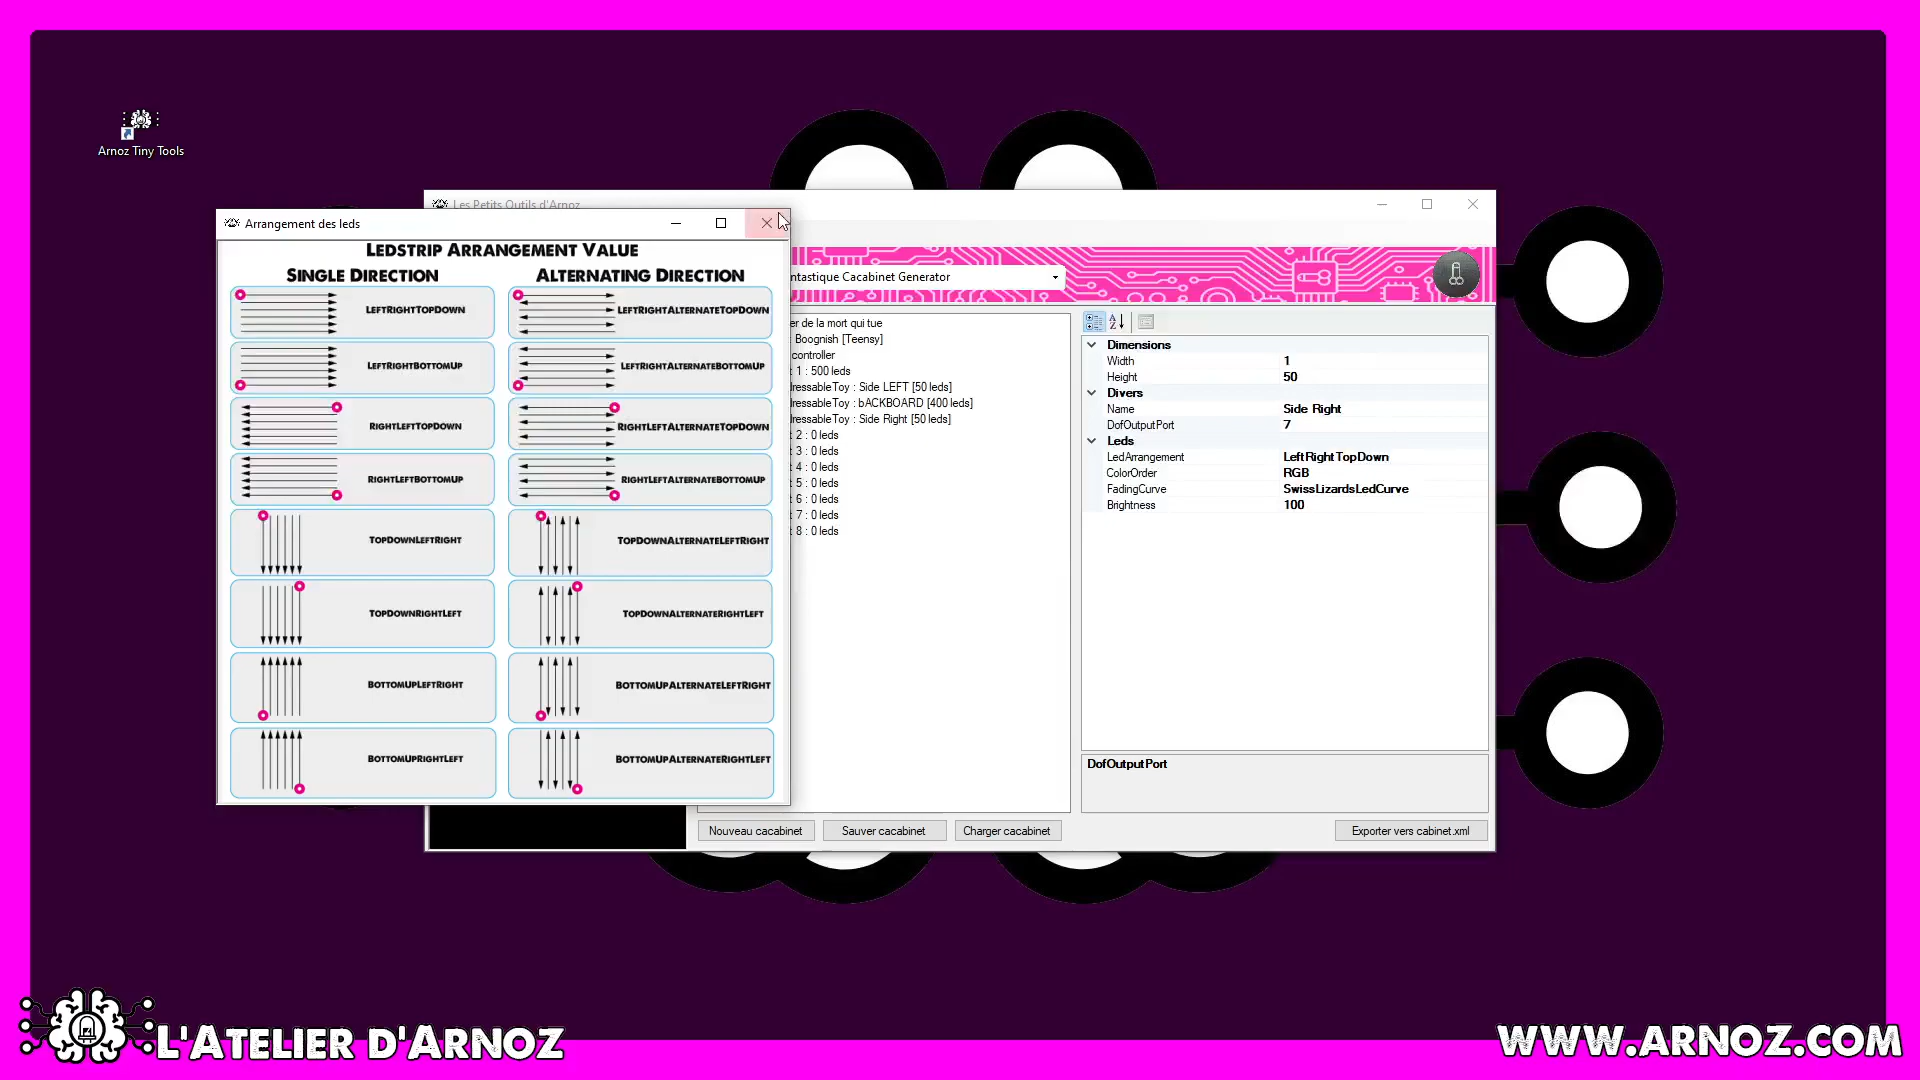 Arnoz Tiny Tools
Les Petits Outils d'Arnoz
Arrangement des leds
LEDSTRIP ARRANGEMENT VALUE
SINGLE DIRECTION
ALTERNATING DIRECTION
LEFTRIGHTTOPDOWN
LEFTRIGHTALTERNATETOPDOWN
LEFTRIGHTBOTTOMUP
LEFTRIGHTALTERNATEBOTTOMUP
RIGHTLEFTTOPDOWN
RIGHTLEFTALTERNATETOPDOWN
RIGHTLEFTBOTTOMUP
RIGHTLEFTALTERNATEBOTTOMUP
TOPDOWNLEFTRIGHT
TOPDOWNALTERNATELEFTRIGHT
TOPDOWNRIGHTLEFT
TOPDOWNALTERNATERIGHTLEFT
BOTTOMUPLEFTRIGHT
BOTTOMUPALTERNATELEFTRIGHT
BOTTOMUPRIGHTLEFT
BOTTOMUPALTERNATERIGHTLEFT
ntastique Cacabinet Generator
er de la mort qui tue
: Boognish [Teensy]
controller
t 1 : 500 leds
dressableToy : Side LEFT [50 leds]
dressableToy : bACKBOARD [400 leds]
dressableToy : Side Right [50 leds]
t 2 : 0 leds
t 3 : 0 leds
t 4 : 0 leds
t 5 : 0 leds
t 6 : 0 leds
t 7 : 0 leds
t 8 : 0 leds
Dimensions
Width 1
Height 50
Divers
Name Side Right
DofOutputPort 7
Leds
LedArrangement LeftRightTopDown
ColorOrder RGB
FadingCurve SwissLizardsLedCurve
Brightness 100
DofOutputPort
Nouveau cacabinet
Sauver cacabinet
Charger cacabinet
Exporter vers cabinet.xml
L'ATELIER D'ARNOZ
WWW.ARNOZ.COM